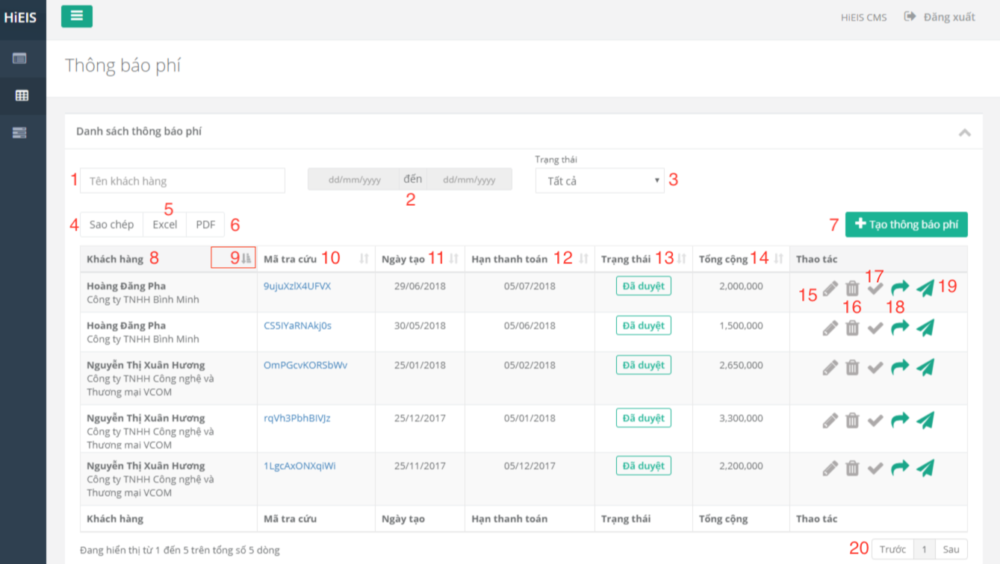 HiEIS
HiEIS CMS Đăng xuất
Thông báo phí
Danh sách thông báo phí
Trạng thái
1 Tên khách hàng dd/mm/yyyy đến dd/mm/yyyy Tất cả 3
2
5
4 Sao chép Excel PDF 6 7 Tạo thông báo phí
Khách hàng 8 9 Mã tra cứu 10 Ngày tạo 11 Hạn thanh toán 12 Trạng thái 13 Tổng cộng 14 Thao tác
Hoàng Đăng Pha 9ujuXzlX4UFVX 29/06/2018 05/07/2018 Đã duyệt 2,000,000 15 17 19
Công ty TNHH Bình Minh 16 18
Hoàng Đăng Pha CS5IYaRNAkj0s 30/05/2018 05/06/2018 Đã duyệt 1,500,000
Công ty TNHH Bình Minh
Nguyễn Thị Xuân Hương OmPGcvKORSbWv 25/01/2018 05/02/2018 Đã duyệt 2,650,000
Công ty TNHH Công nghệ và
Thương mại VCOM
Nguyễn Thị Xuân Hương rqVh3PbhBIVJz 25/12/2017 05/01/2018 Đã duyệt 3,300,000
Công ty TNHH Công nghệ và
Thương mại VCOM
Nguyễn Thị Xuân Hương 1LgcAxONXqiWi 25/11/2017 05/12/2017 Đã duyệt 2,200,000
Công ty TNHH Công nghệ và
Thương mại VCOM
Khách hàng Mã tra cứu Ngày tạo Hạn thanh toán Trạng thái Tổng cộng Thao tác
Đang hiển thị từ 1 đến 5 trên tổng số 5 dòng 20 Trước 1 Sau